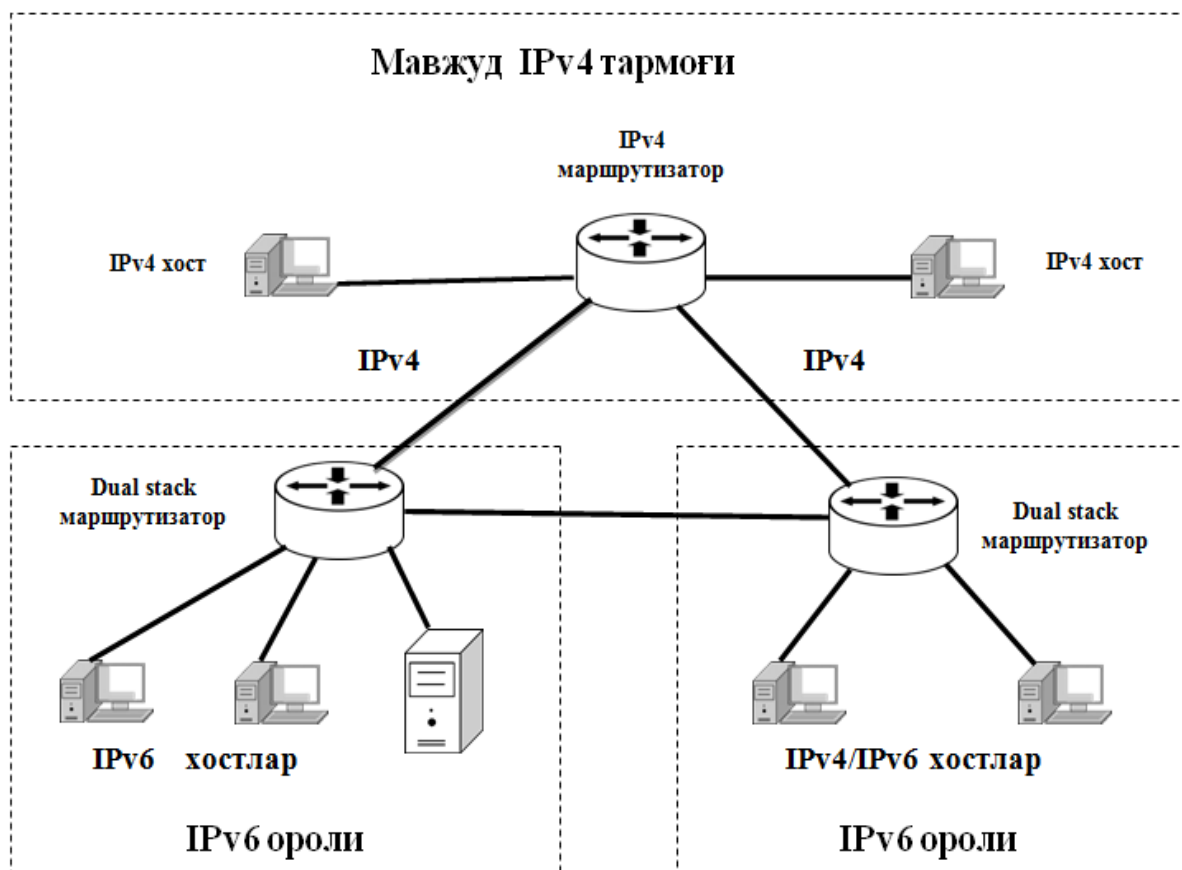 Мавжуд IPv4 тармоғи
IPv4
маршрутизатор
IPv4 хост
IPv4 хост
IPv4
IPv4
Dual stack
маршрутизатор
Dual stack
маршрутизатор
IPv6 хостлар
IPv4/IPv6 хостлар
IPv6 ороли
IPv6 ороли